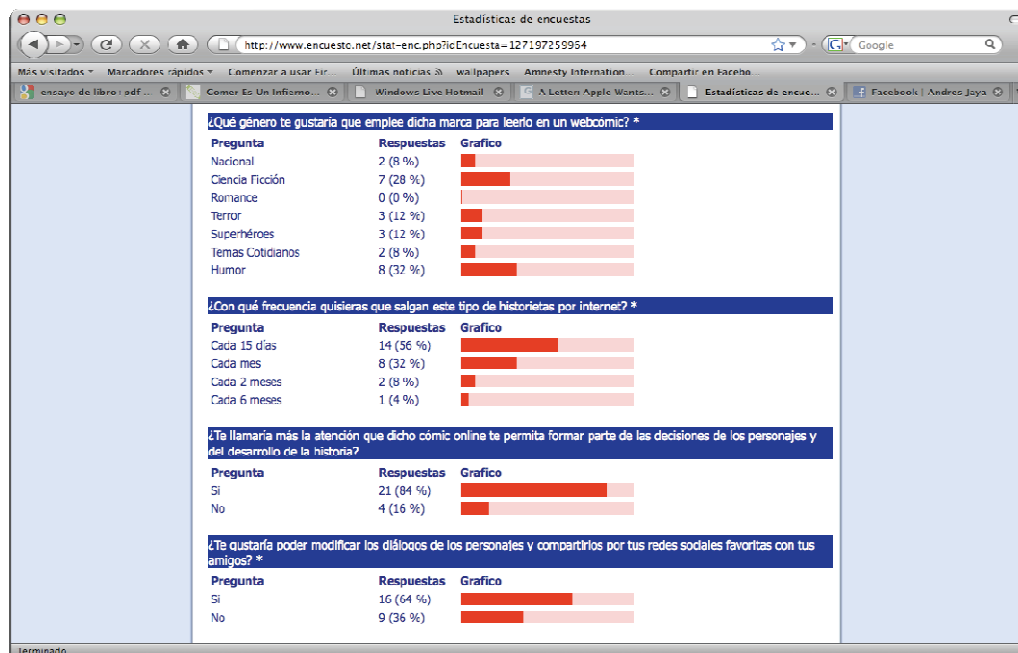 Estadísticas de encuestas
http://www.encuesto.net/stat-enc.php?idEncuesta=127197259964
Google
Más visitados Marcadores rápidos Comenzar a usar Fir... Últimas noticias wallpapers Amnesty Internation... Compartir en Facebo...
ensayo de libro pdf ... Comer Es Un Infierno... Windows Live Hotmail A Letter: Apple Wants... Estadísticas de encue... Facebook | Andres Jaya
¿Qué género te gustaría que emplee dicha marca para leerlo en un webcómic? *
Pregunta Respuestas Grafico
Nacional 2 (8 %)
Ciencia Ficción 7 (28 %)
Romance 0 (0 %)
Terror 3 (12 %)
Superhéroes 3 (12 %)
Temas Cotidianos 2 (8 %)
Humor 8 (32 %)
¿Con qué frecuencia quisieras que salgan este tipo de historietas por internet? *
Pregunta Respuestas Grafico
Cada 15 días 14 (56 %)
Cada mes 8 (32 %)
Cada 2 meses 2 (8 %)
Cada 6 meses 1 (4 %)
¿Te llamaría más la atención que dicho cómic online te permita formar parte de las decisiones de los personajes y
del desarrollo de la historia?
Pregunta Respuestas Grafico
Si 21 (84 %)
No 4 (16 %)
¿Te gustaría poder modificar los diálogos de los personajes y compartirlos por tus redes sociales favoritas con tus
amigos? *
Pregunta Respuestas Grafico
Si 16 (64 %)
No 9 (36 %)
Terminado